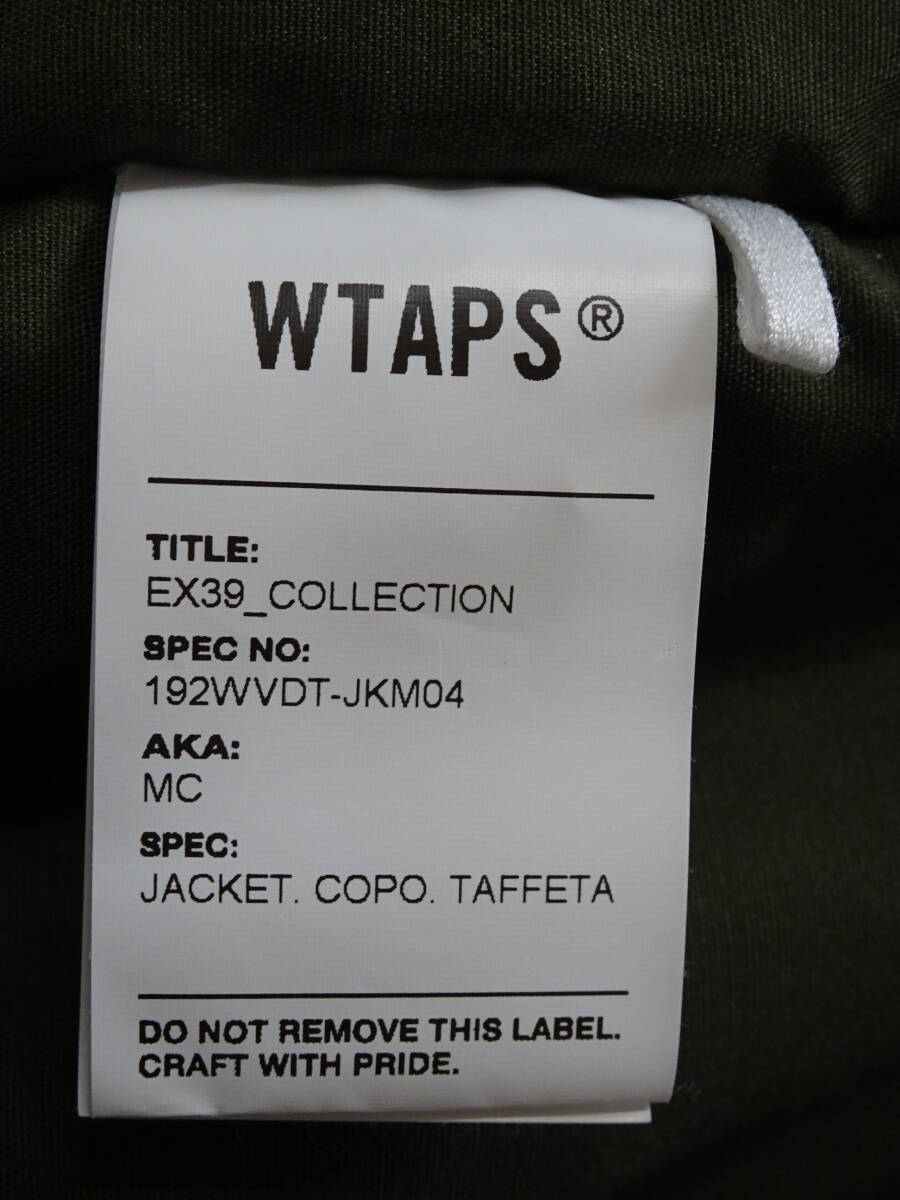 WTAPS®
TITLE:
EX39_COLLECTION
SPEC NO:
192WVDT-JKM04
AKA:
MC
SPEC:
JACKET. COPO. TAFFETA
DO NOT REMOVE THIS LABEL.
CRAFT WITH PRIDE.